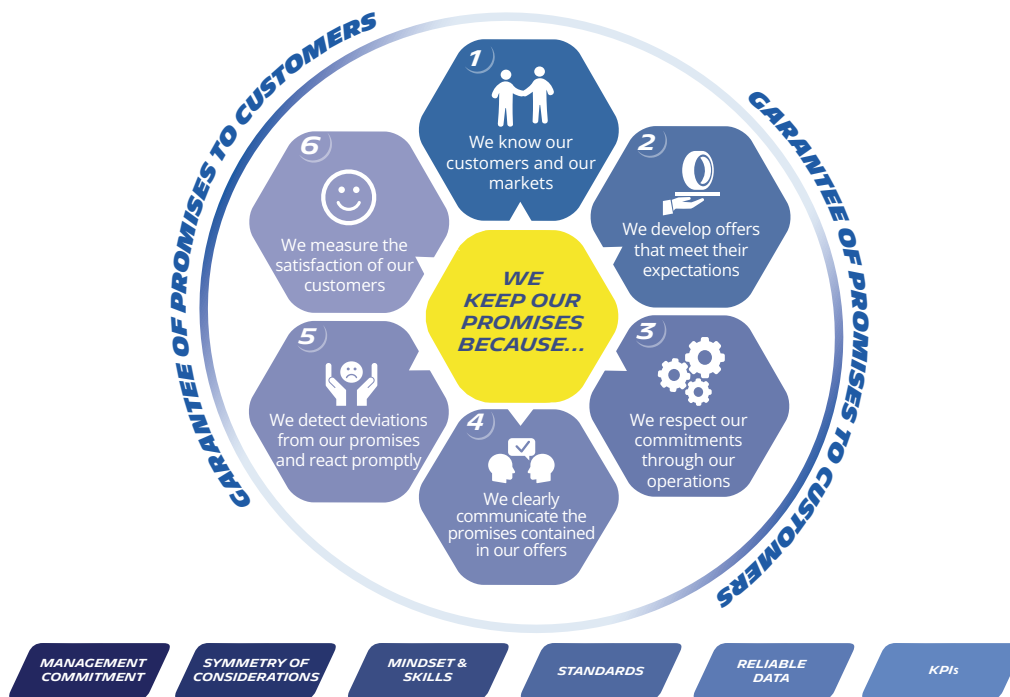 GARANTEE OF PROMISES TO CUSTOMERS
GARANTEE OF PROMISES TO CUSTOMERS
1
We know our
customers and our
markets
2
We develop offers
that meet their
expectations
3
We respect our
commitments
through our
operations
4
We clearly
communicate the
promises contained
in our offers
5
We detect deviations
from our promises
and react promptly
6
We measure the
satisfaction of our
customers
WE
KEEP OUR
PROMISES
BECAUSE...
MANAGEMENT
COMMITMENT
SYMMETRY OF
CONSIDERATIONS
MINDSET &
SKILLS
STANDARDS
RELIABLE
DATA
KPIs